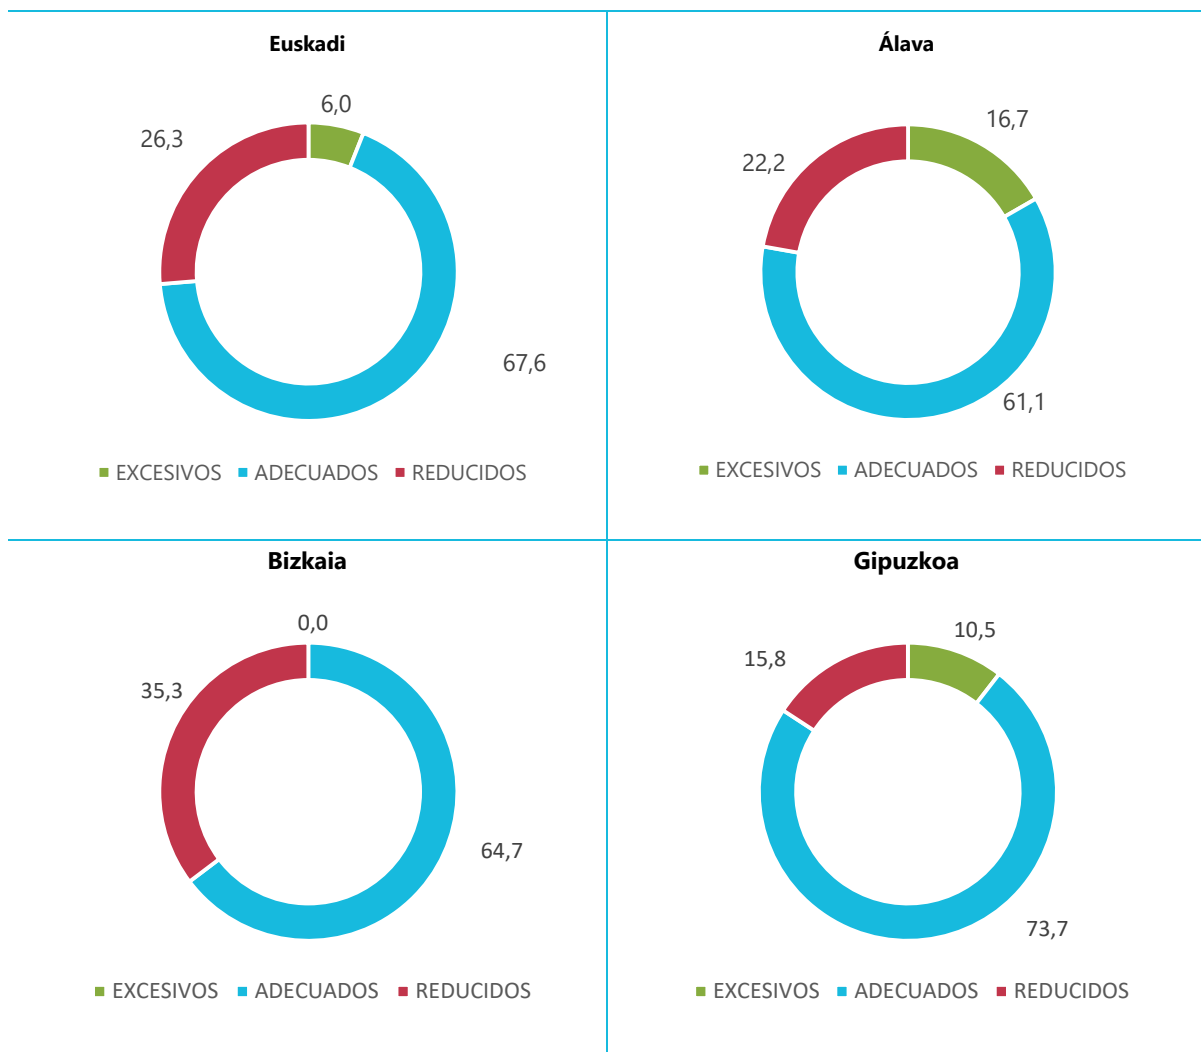 Euskadi
6,0
26,3
67,6
EXCESIVOS ADECUADOS REDUCIDOS
Álava
16,7
22,2
61,1
EXCESIVOS ADECUADOS REDUCIDOS
Bizkaia
0,0
35,3
64,7
EXCESIVOS ADECUADOS REDUCIDOS
Gipuzkoa
10,5
15,8
73,7
EXCESIVOS ADECUADOS REDUCIDOS